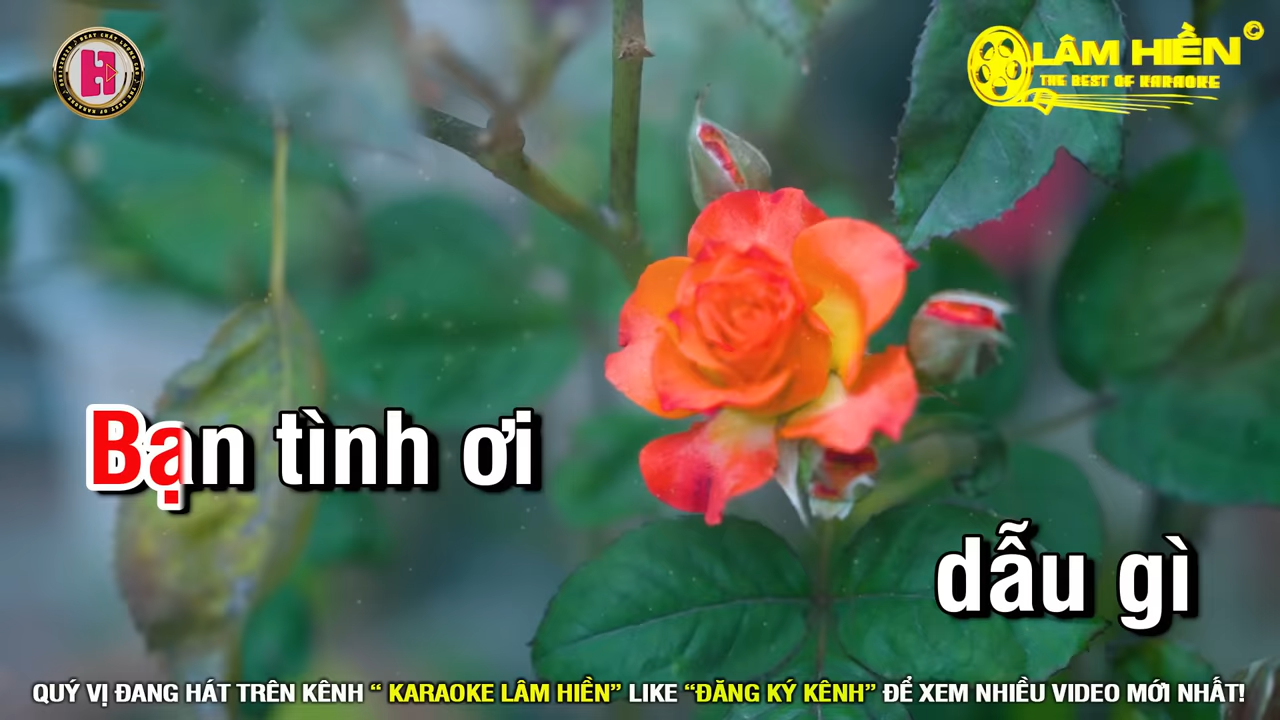 LÂM HIỀN ©
THE BEST OF KARAOKE
Bạn tình ơi
dẫu gì
QUÝ VỊ ĐANG HÁT TRÊN KÊNH “ KARAOKE LÂM HIỀN” LIKE “ĐĂNG KÝ KÊNH” ĐỂ XEM NHIỀU VIDEO MỚI NHẤT!